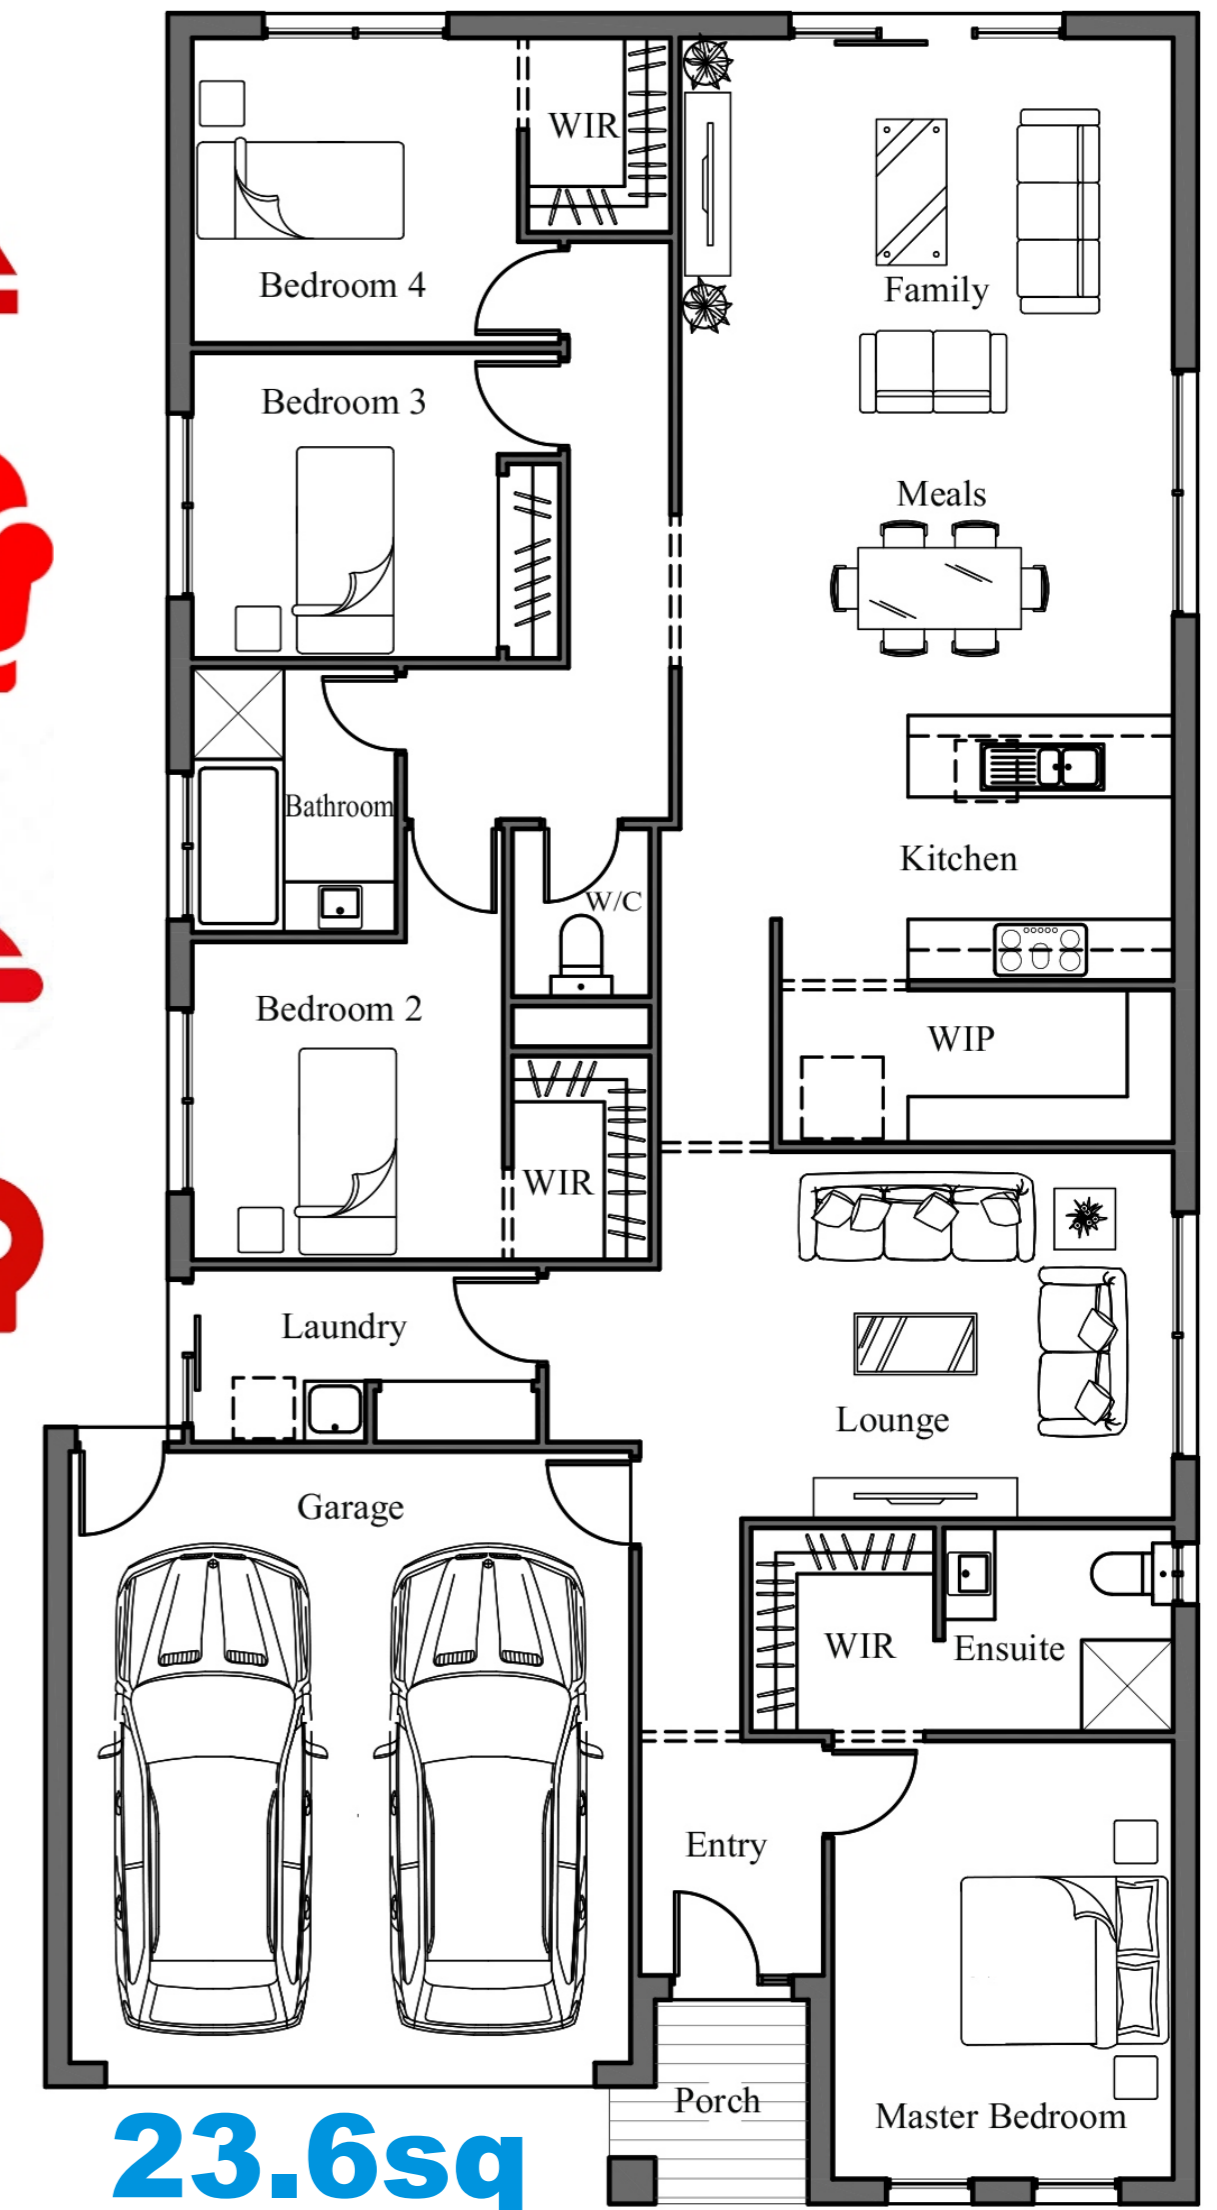 WIR
Bedroom 4
Family
Bedroom 3
Meals
Bathroom
Kitchen
W/C
Bedroom 2
WIP
WIR
Laundry
Lounge
Garage
WIR
Ensuite
Entry
Porch
Master Bedroom
23.6sq